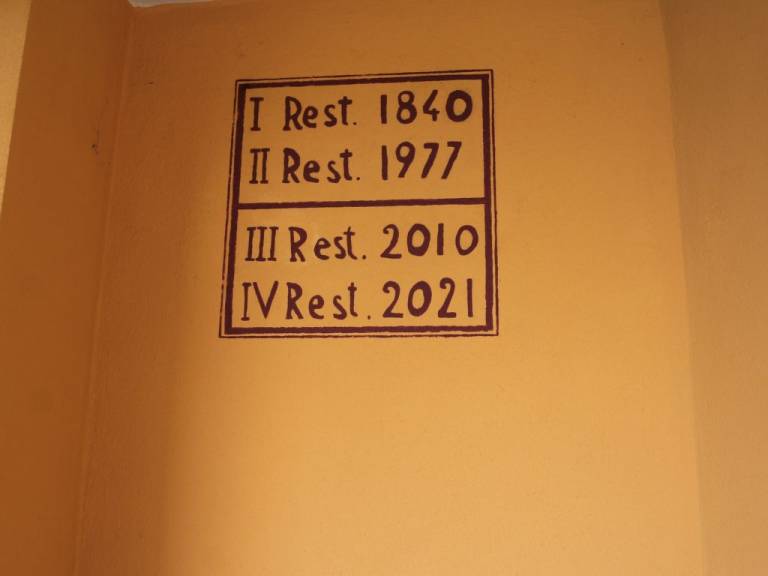 I Rest. 1840
II Rest. 1977
III Rest. 2010
IV Rest. 2021